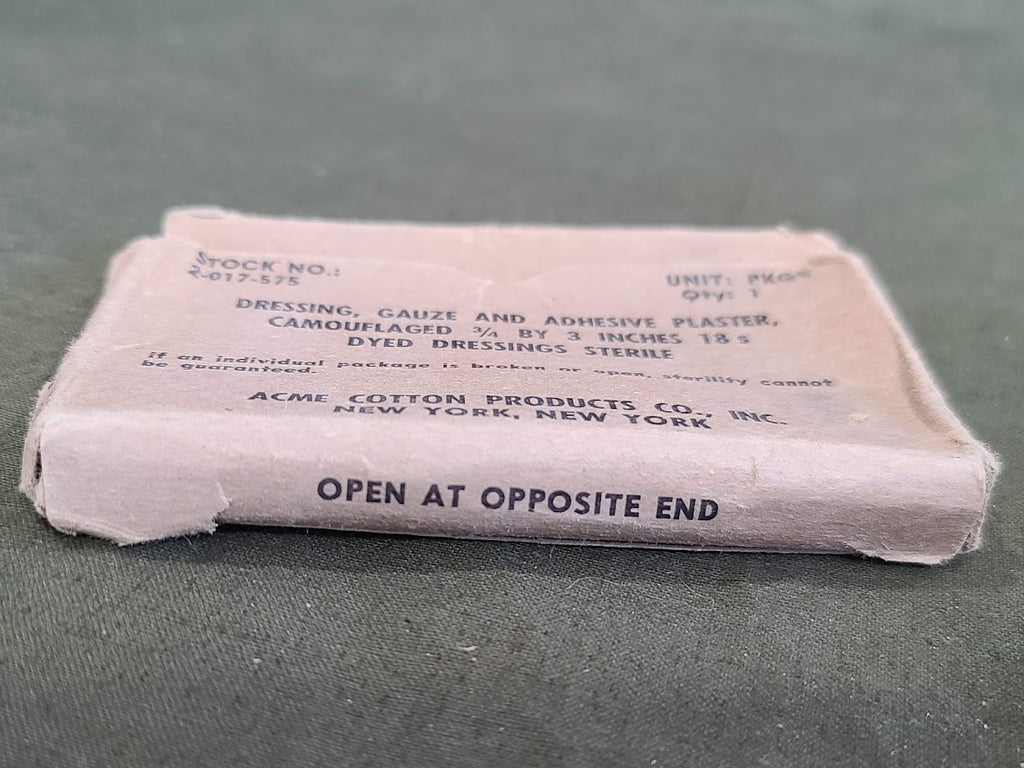 STOCK NO.:
2-017-575
UNIT: PKGS
Qty: 1
DRESSING, GAUZE AND ADHESIVE PLASTER,
CAMOUFLAGED 3/4 BY 3 INCHES 18 s
DYED DRESSINGS STERILE
If an individual package is broken or open, sterility cannot
be guaranteed.
ACME COTTON PRODUCTS CO., INC.
NEW YORK, NEW YORK
OPEN AT OPPOSITE END